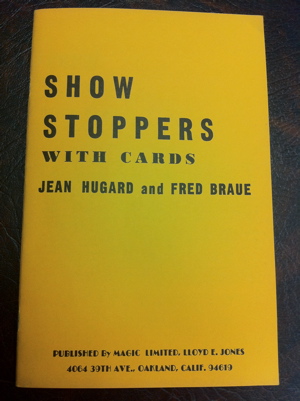 SHOW
STOPPERS
WITH CARDS
JEAN HUGARD and FRED BRAUE
PUBLISHED By MAGIC LIMITED, LLOYD E. JONES
4064 39TH AVE., OAKLAND, CALIF. 94619